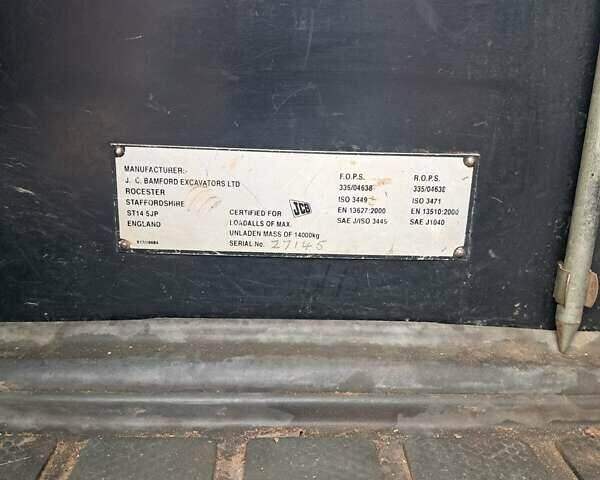 MANUFACTURER:-
J. C. BAMFORD EXCAVATORS LTD
ROCESTER
STAFFORDSHIRE
ST14 5JP
ENGLAND
CERTIFIED FOR
LOADALLS OF MAX.
UNLADEN MASS OF 14000kg
SERIAL No. 27145
JCB
F.O.P.S.
335/04638
ISO 3449
EN 13627:2000
SAE J/ISO 3449
R.O.P.S.
335/04638
ISO 3471
EN 13510:2000
SAE J1040